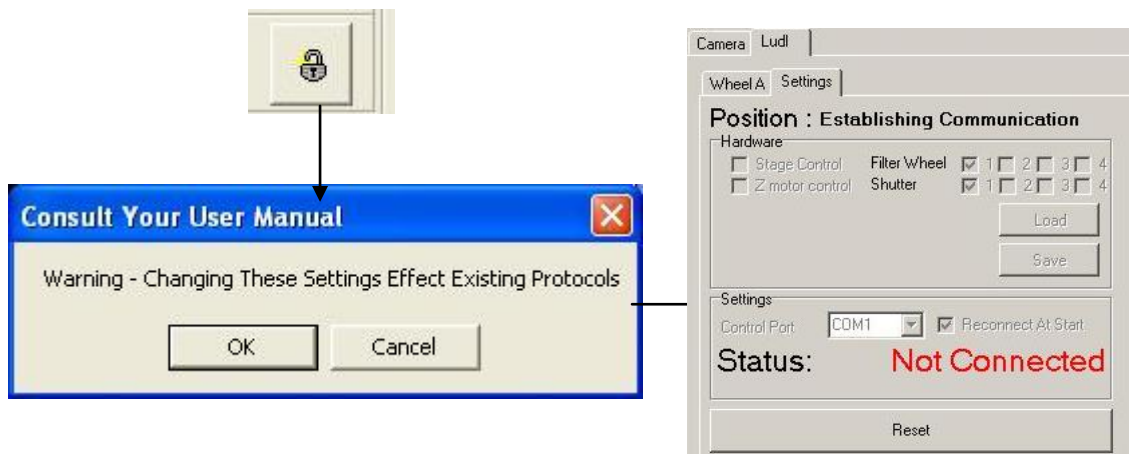 Consult Your User Manual
Warning - Changing These Settings Effect Existing Protocols
OK Cancel
Camera Ludl
Wheel A Settings
Position : Establishing Communication
Hardware
Stage Control Filter Wheel 1 2 3 4
Z motor control Shutter 1 2 3 4
Load
Save
Settings
Control Port COM1 Reconnect At Start
Status: Not Connected
Reset